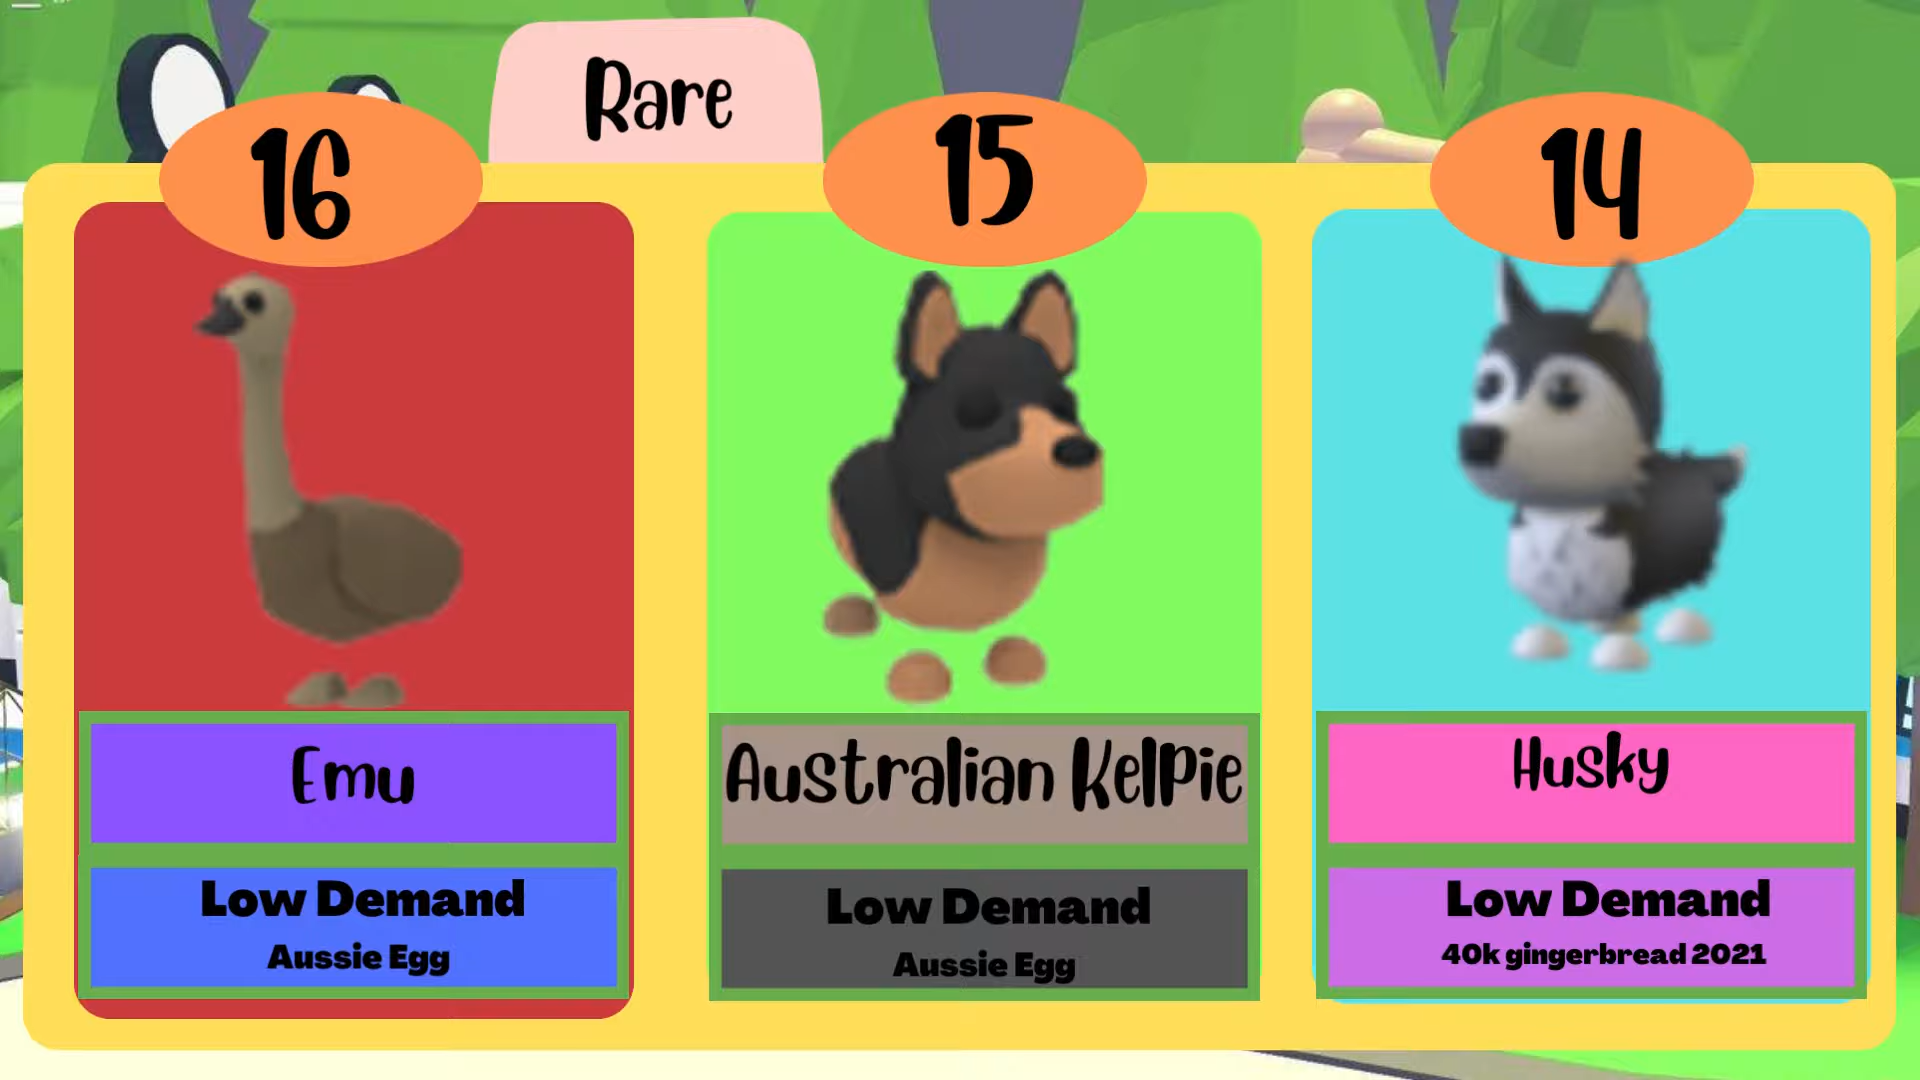 Rare
16
15
14
Emu
Australian Kelpie
Husky
Low Demand
Aussie Egg
Low Demand
Aussie Egg
Low Demand
40k gingerbread 2021